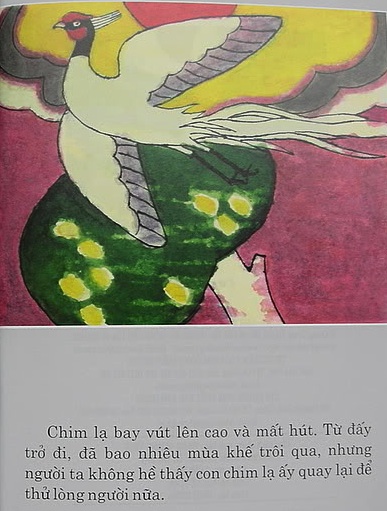 Chim lạ bay vút lên cao và mất hút. Từ đấy
trở đi, đã bao nhiêu mùa khế trôi qua, nhưng
người ta không hề thấy con chim lạ ấy quay lại để
thử lòng người nữa.